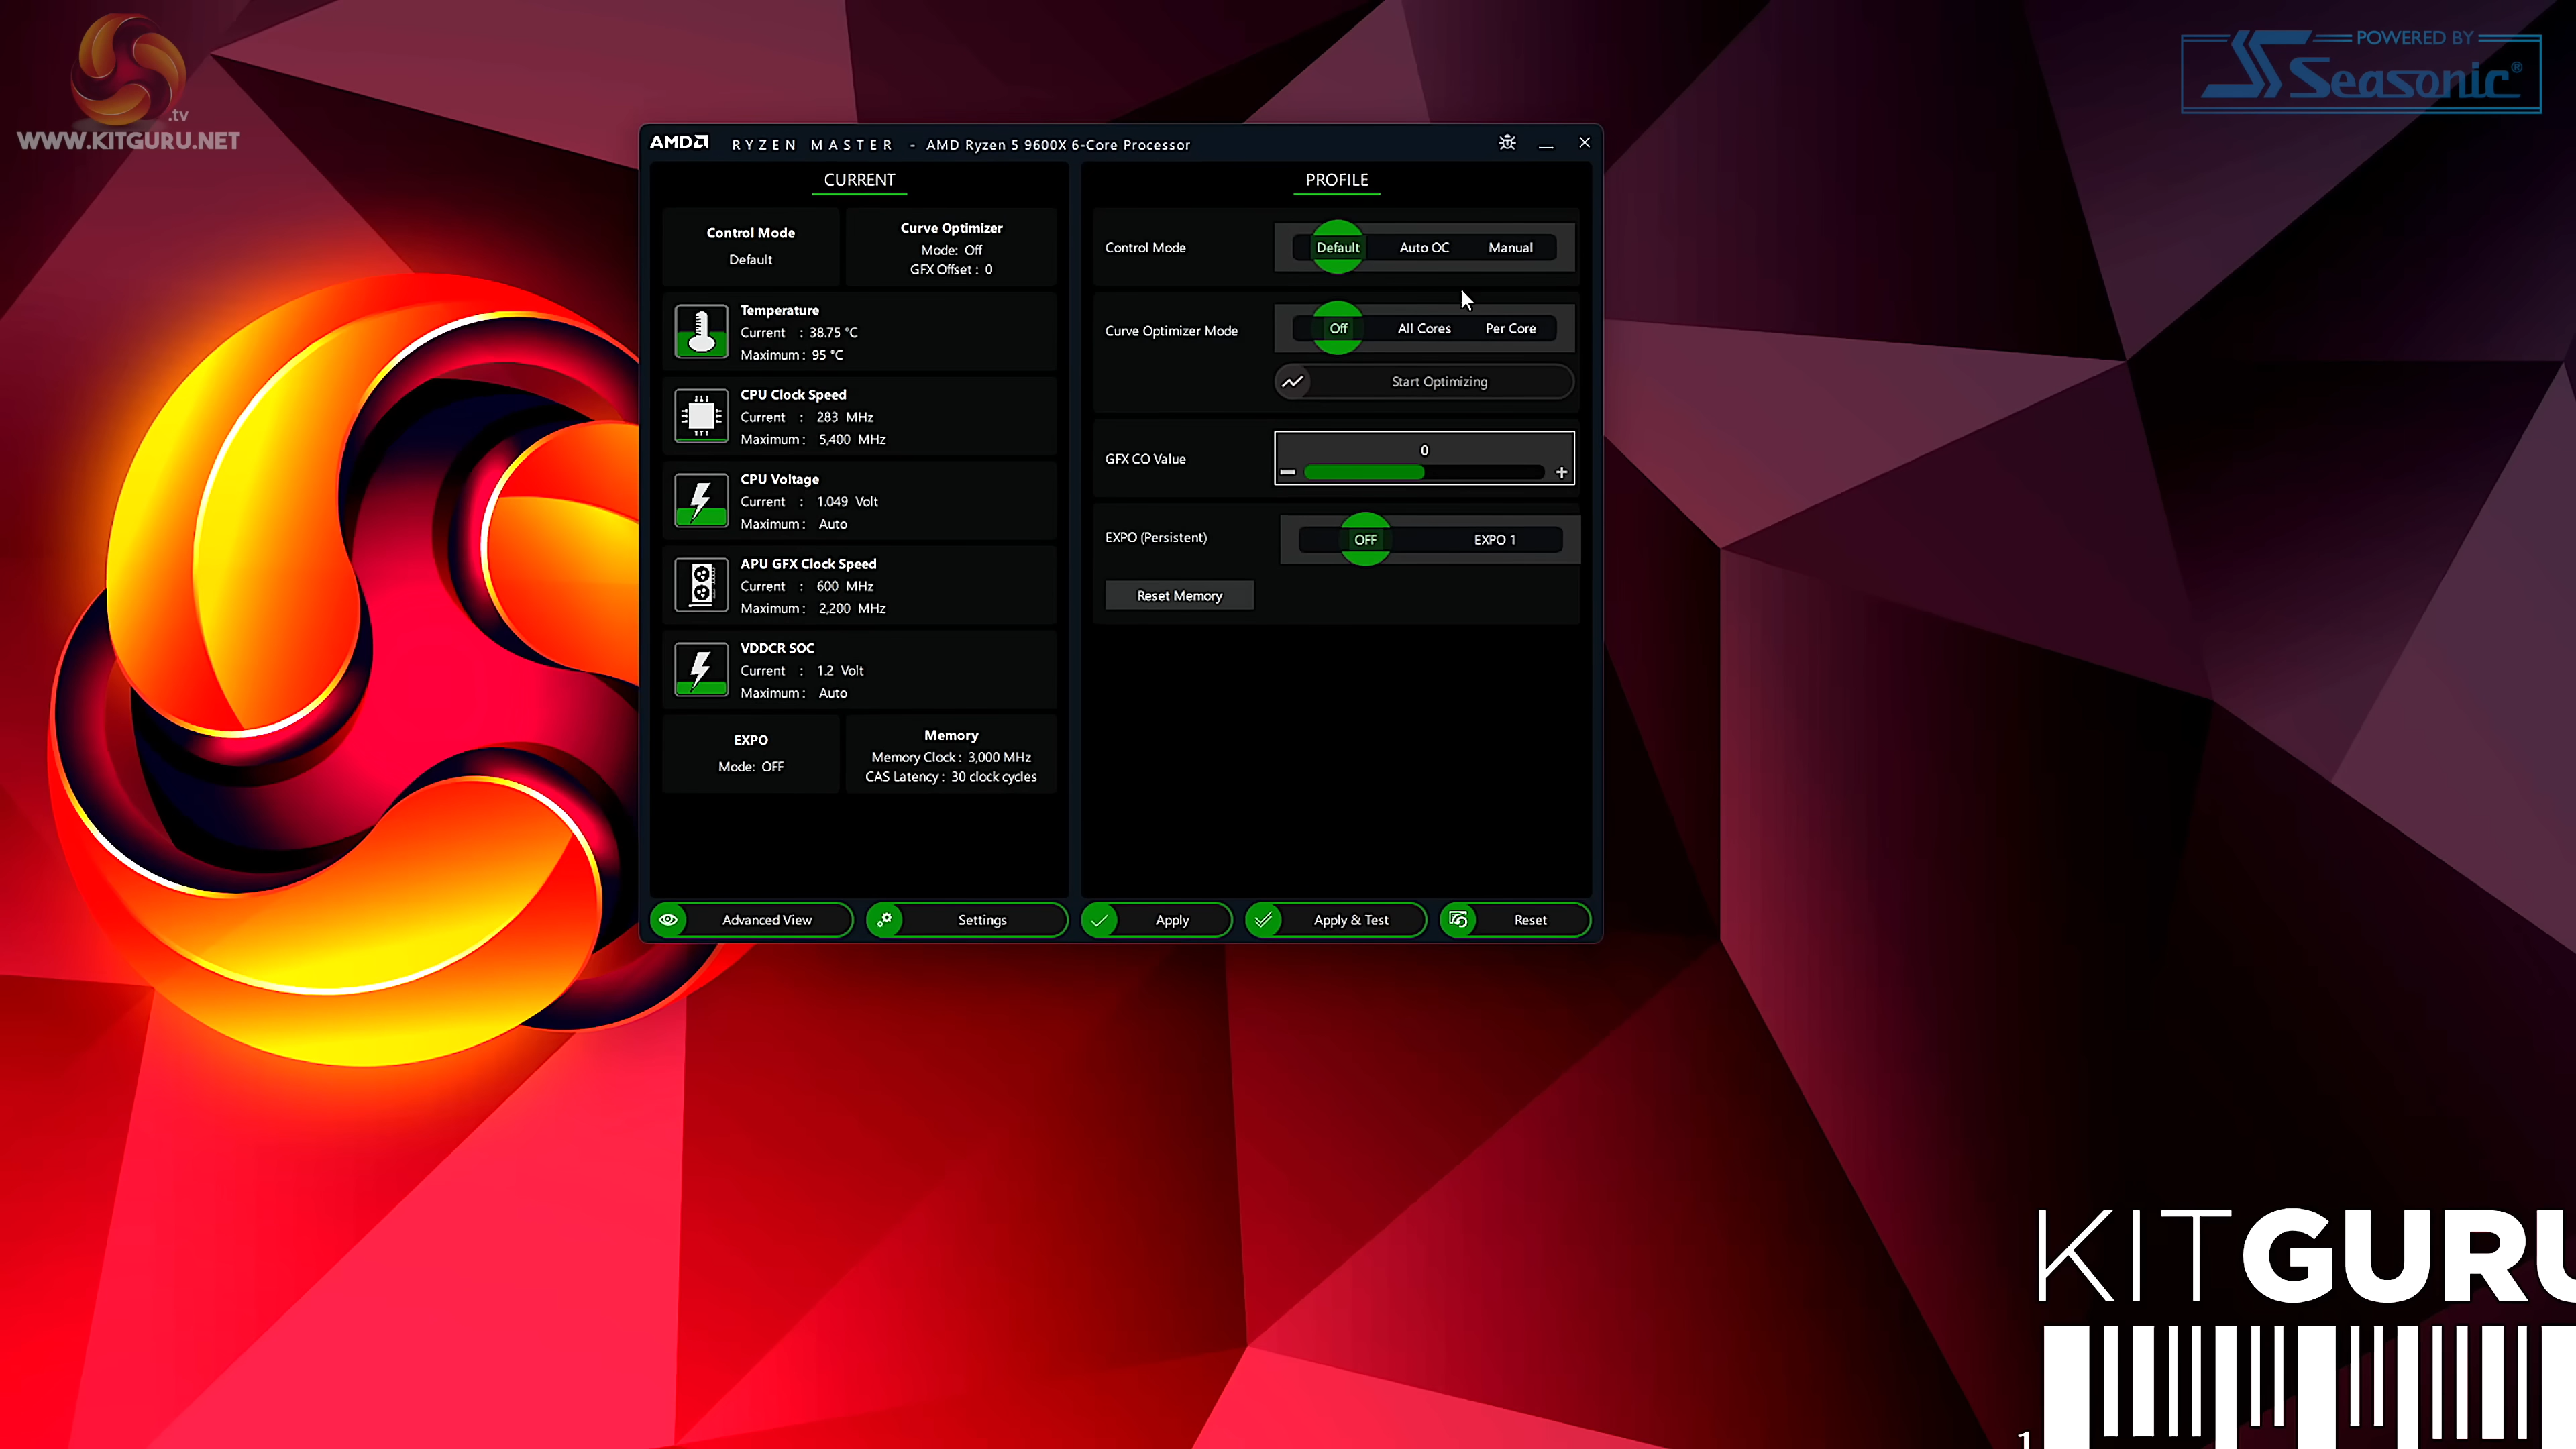 .tv
WWW.KITGURU.NET
POWERED BY
Seasonic®
AMD RYZEN MASTER - AMD Ryzen 5 9600X 6-Core Processor
CURRENT
Control Mode
Default
Curve Optimizer
Mode: Off
GFX Offset : 0
Temperature
Current : 38.75 °C
Maximum : 95 °C
CPU Clock Speed
Current : 283 MHz
Maximum : 5,400 MHz
CPU Voltage
Current : 1.049 Volt
Maximum : Auto
APU GFX Clock Speed
Current : 600 MHz
Maximum : 2,200 MHz
VDDCR SOC
Current : 1.2 Volt
Maximum : Auto
EXPO
Mode: OFF
Memory
Memory Clock : 3,000 MHz
CAS Latency : 30 clock cycles
PROFILE
Control Mode Default Auto OC Manual
Curve Optimizer Mode Off All Cores Per Core
Start Optimizing
GFX CO Value 0
EXPO (Persistent) OFF EXPO 1
Reset Memory
Advanced View Settings Apply Apply & Test Reset
KITGURU
1